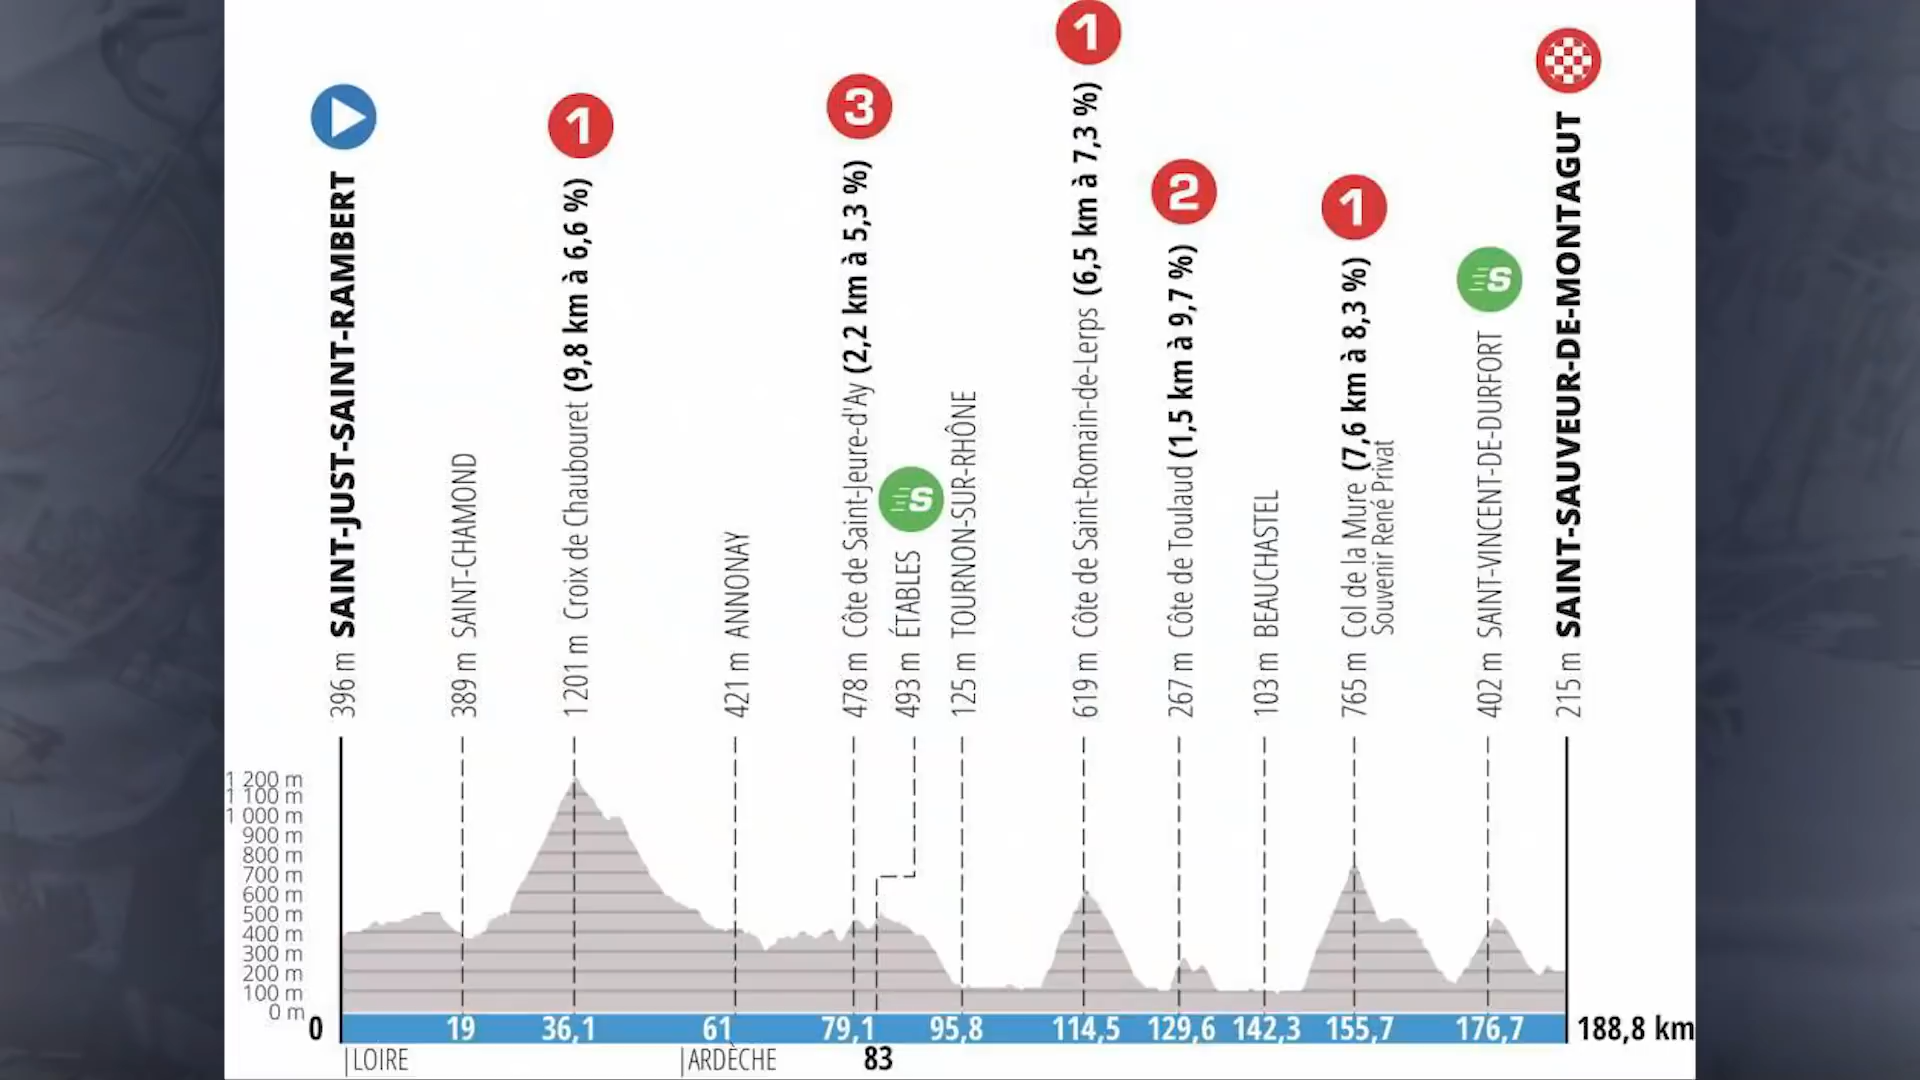 396 m SAINT-JUST-SAINT-RAMBERT
389 m SAINT-CHAMOND
1 201 m Croix de Chaubouret (9,8 km à 6,6 %)
1
421 m ANNONAY
478 m Côte de Saint-Jeure-d'Ay (2,2 km à 5,3 %)
3
493 m ÉTABLES
S
125 m TOURNON-SUR-RHÔNE
619 m Côte de Saint-Romain-de-Lerps (6,5 km à 7,3 %)
1
267 m Côte de Toulaud (1,5 km à 9,7 %)
2
103 m BEAUCHASTEL
765 m Col de la Mure (7,6 km à 8,3 %)
Souvenir René Privat
1
402 m SAINT-VINCENT-DE-DURFORT
S
215 m SAINT-SAUVEUR-DE-MONTAGUT
1 200 m
1 100 m
1 000 m
900 m
800 m
700 m
600 m
500 m
400 m
300 m
200 m
100 m
0 m
0 19 36,1 61 79,1 95,8 114,5 129,6 142,3 155,7 176,7 188,8 km
LOIRE ARDÈCHE 83